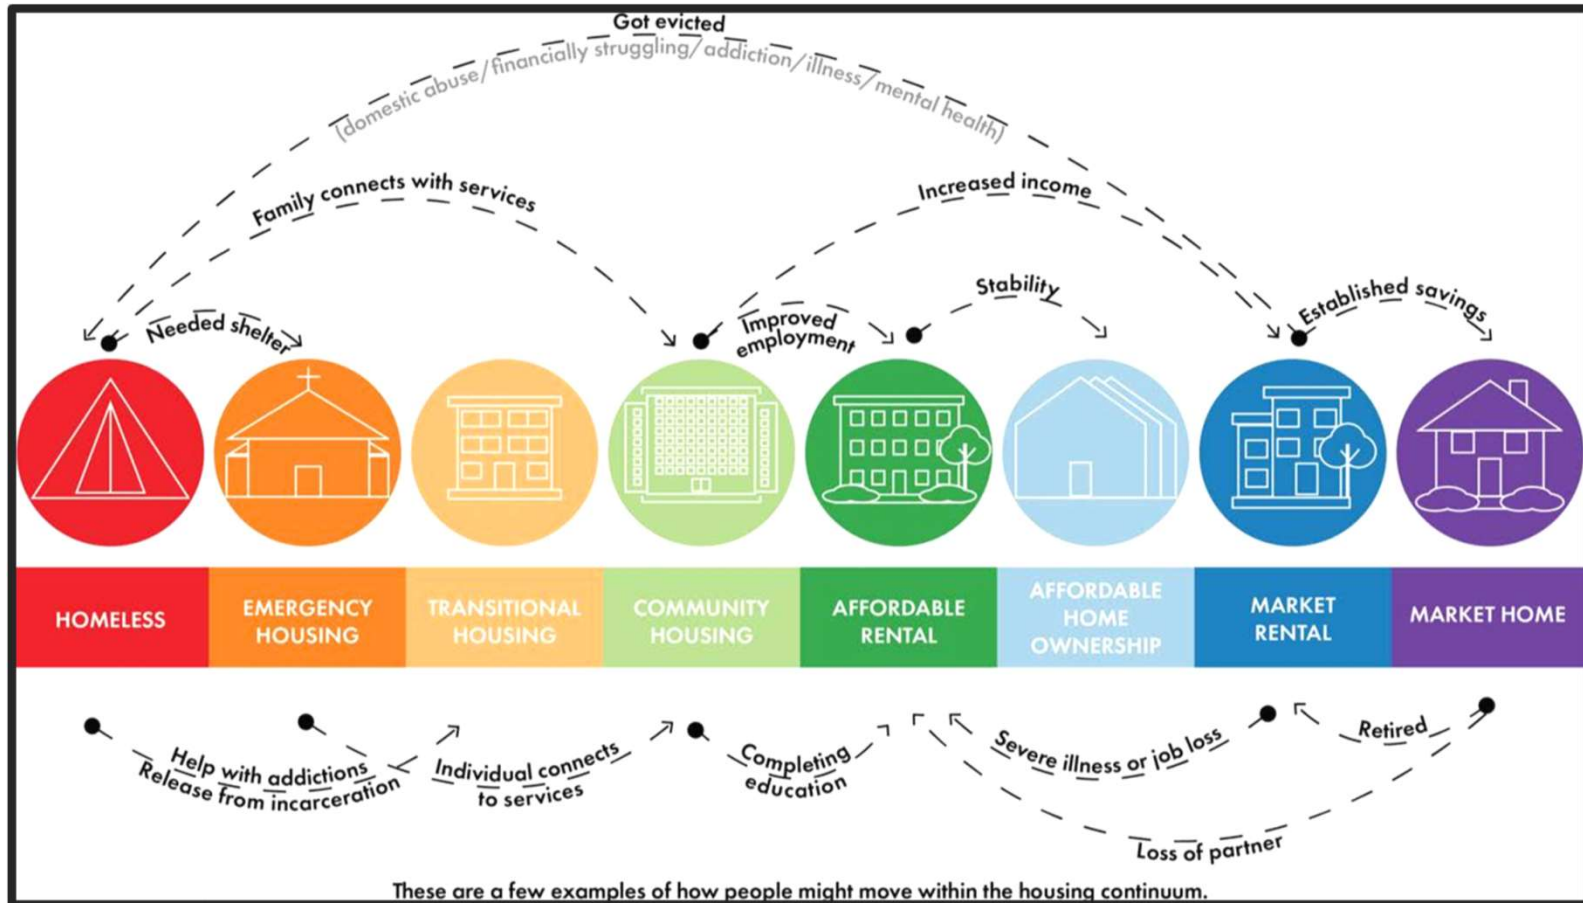 Got evicted
(domestic abuse/financially struggling/addiction/illness/mental health)
Family connects with services
Increased income
Needed shelter
Improved
employment
Stability
Established savings
HOMELESS
EMERGENCY
HOUSING
TRANSITIONAL
HOUSING
COMMUNITY
HOUSING
AFFORDABLE
RENTAL
AFFORDABLE
HOME
OWNERSHIP
MARKET
RENTAL
MARKET HOME
Help with addictions
Release from incarceration
Individual connects
to services
Completing
education
Severe illness or job loss
Retired
Loss of partner
These are a few examples of how people might move within the housing continuum.